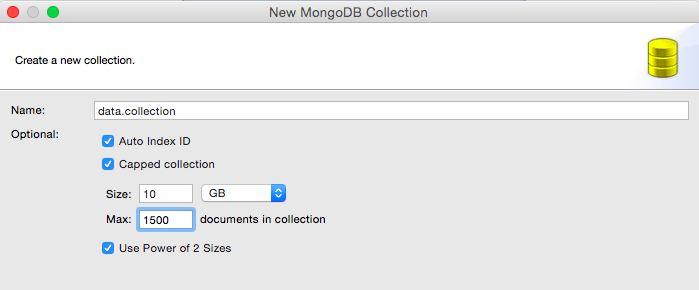 New MongoDB Collection
Create a new collection.
Name: data.collection
Optional: Auto Index ID
Capped collection
Size: 10 GB
Max: 1500 documents in collection
Use Power of 2 Sizes